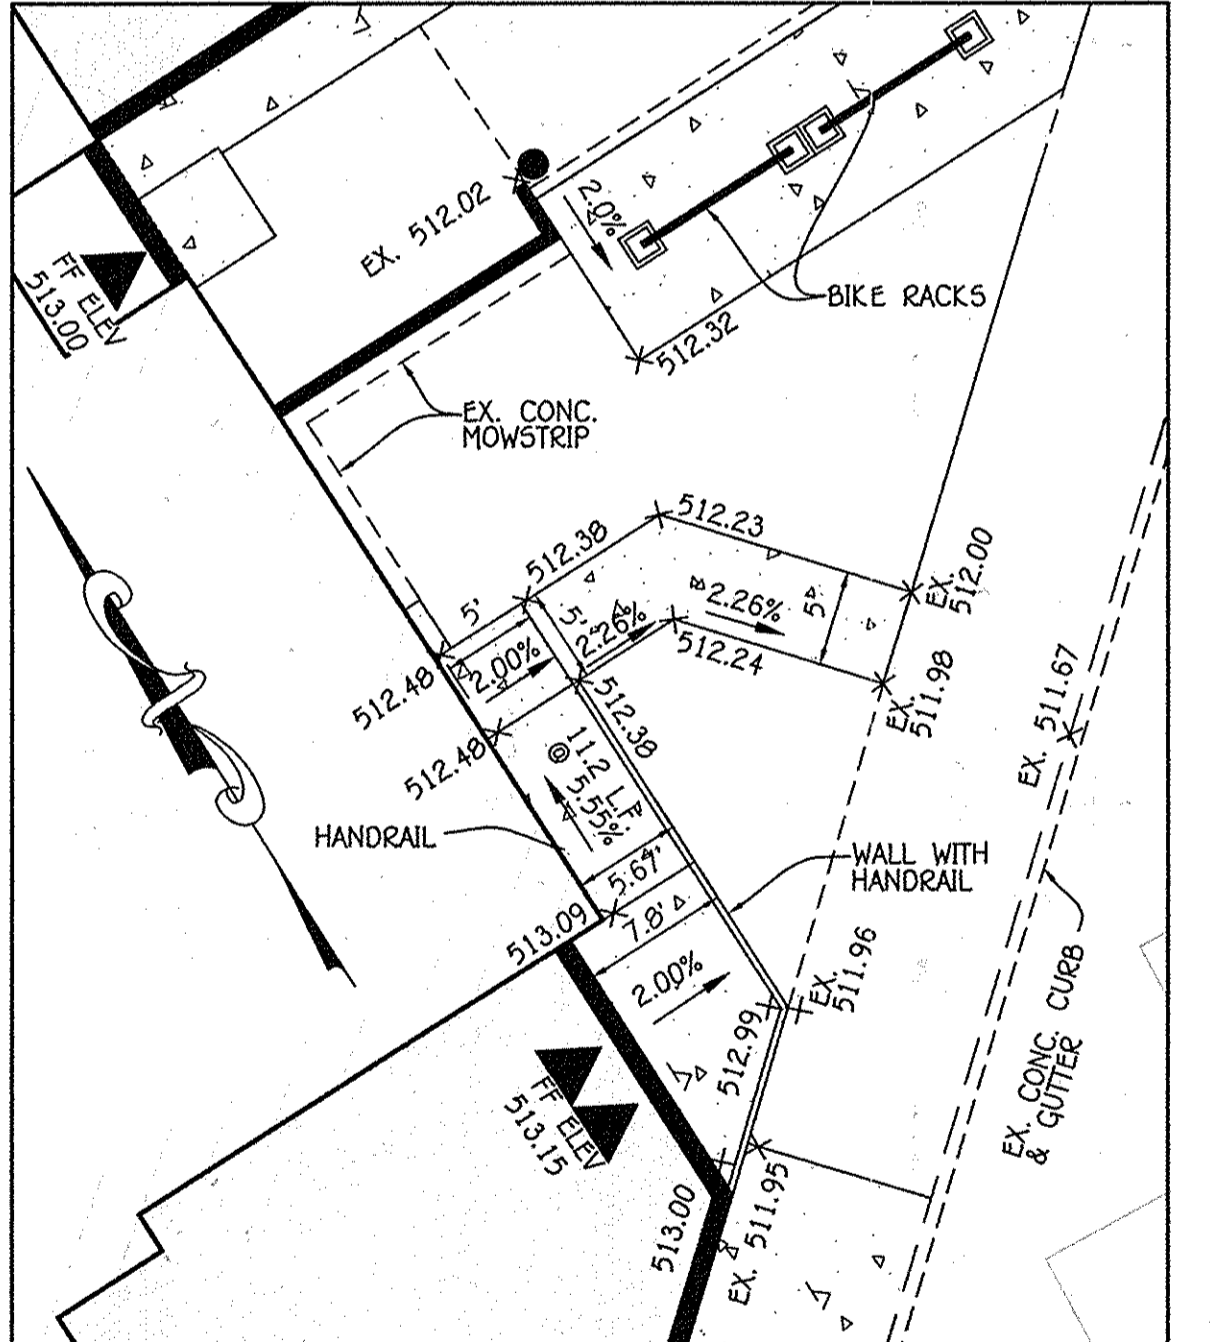 EX. 512.02
2.0%
FF ELEV
513.00
BIKE RACKS
512.32
EX. CONC.
MOWSTRIP
512.23
512.38
EX.
512.00
5'
5'
2.26%
2.26%
5'
2.00%
512.24
512.48
EX.
511.98
EX. 511.67
512.38
512.48
11.2 L.F.
@ 5.55%
HANDRAIL
WALL WITH
HANDRAIL
5.67'
7.8'
513.09
2.00%
EX.
511.96
512.99
EX. CONC. CURB
& GUTTER
FF ELEV
513.15
513.00
EX. 511.95